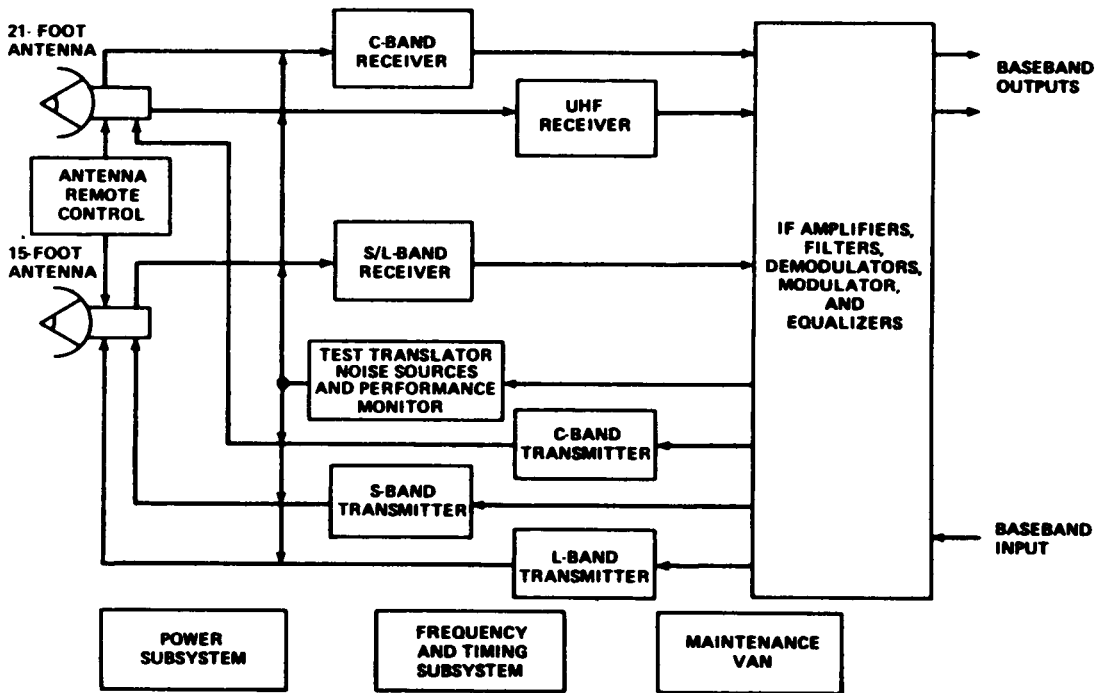 21-FOOT
ANTENNA
C-BAND
RECEIVER
BASEBAND
OUTPUTS
UHF
RECEIVER
ANTENNA
REMOTE
CONTROL
15-FOOT
ANTENNA
S/L-BAND
RECEIVER
IF AMPLIFIERS,
FILTERS,
DEMODULATORS,
MODULATOR,
AND
EQUALIZERS
TEST TRANSLATOR
NOISE SOURCES
AND PERFORMANCE
MONITOR
C-BAND
TRANSMITTER
S-BAND
TRANSMITTER
L-BAND
TRANSMITTER
BASEBAND
INPUT
POWER
SUBSYSTEM
FREQUENCY
AND TIMING
SUBSYSTEM
MAINTENANCE
VAN